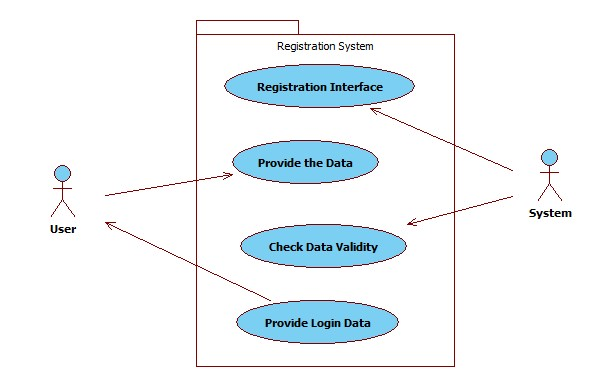 Registration System
Registration Interface
Provide the Data
User
System
Check Data Validity
Provide Login Data